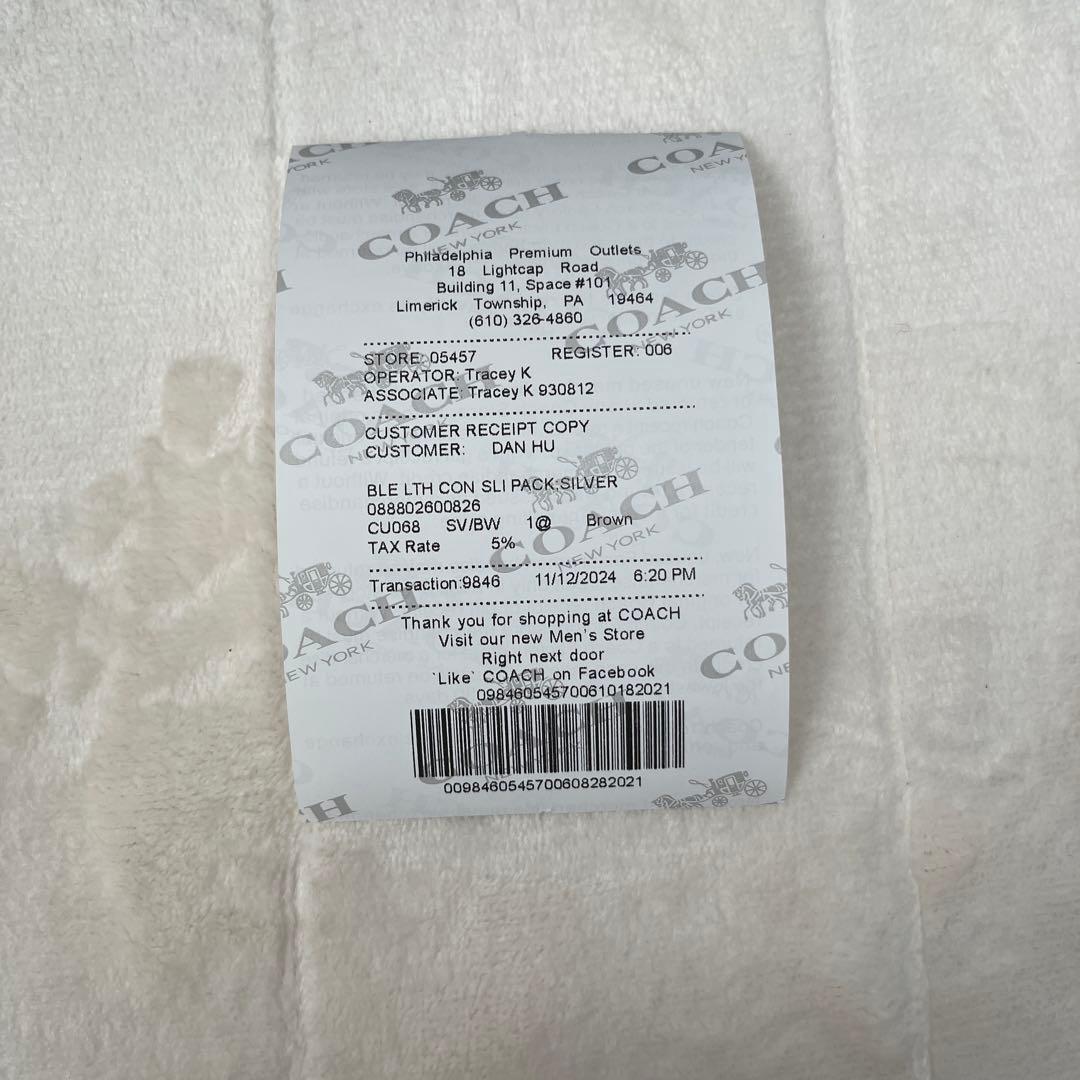 COACH
NEW YORK
Philadelphia Premium Outlets
18 Lightcap Road
Building 11, Space #101
Limerick Township, PA 19464
(610) 326-4860
STORE: 05457 REGISTER: 006
OPERATOR: Tracey K
ASSOCIATE: Tracey K 930812
CUSTOMER RECEIPT COPY
CUSTOMER: DAN HU
BLE LTH CON SLI PACK:SILVER
088802600826
CU068 SV/BW 1@ Brown
TAX Rate 5%
Transaction:9846 11/12/2024 6:20 PM
Thank you for shopping at COACH
Visit our new Men's Store
Right next door
`Like` COACH on Facebook
098460545700610182021
0098460545700608282021